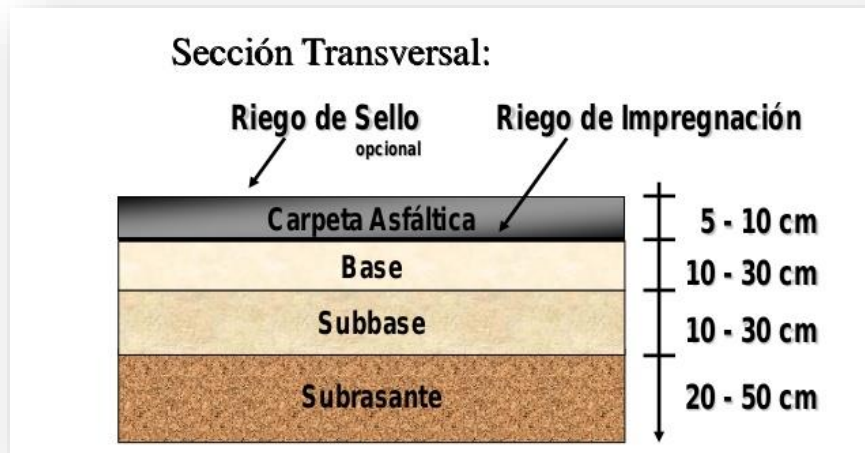 Sección Transversal:
Riego de Sello
opcional
Riego de Impregnación
Carpeta Asfáltica
5 - 10 cm
Base
10 - 30 cm
Subbase
10 - 30 cm
Subrasante
20 - 50 cm